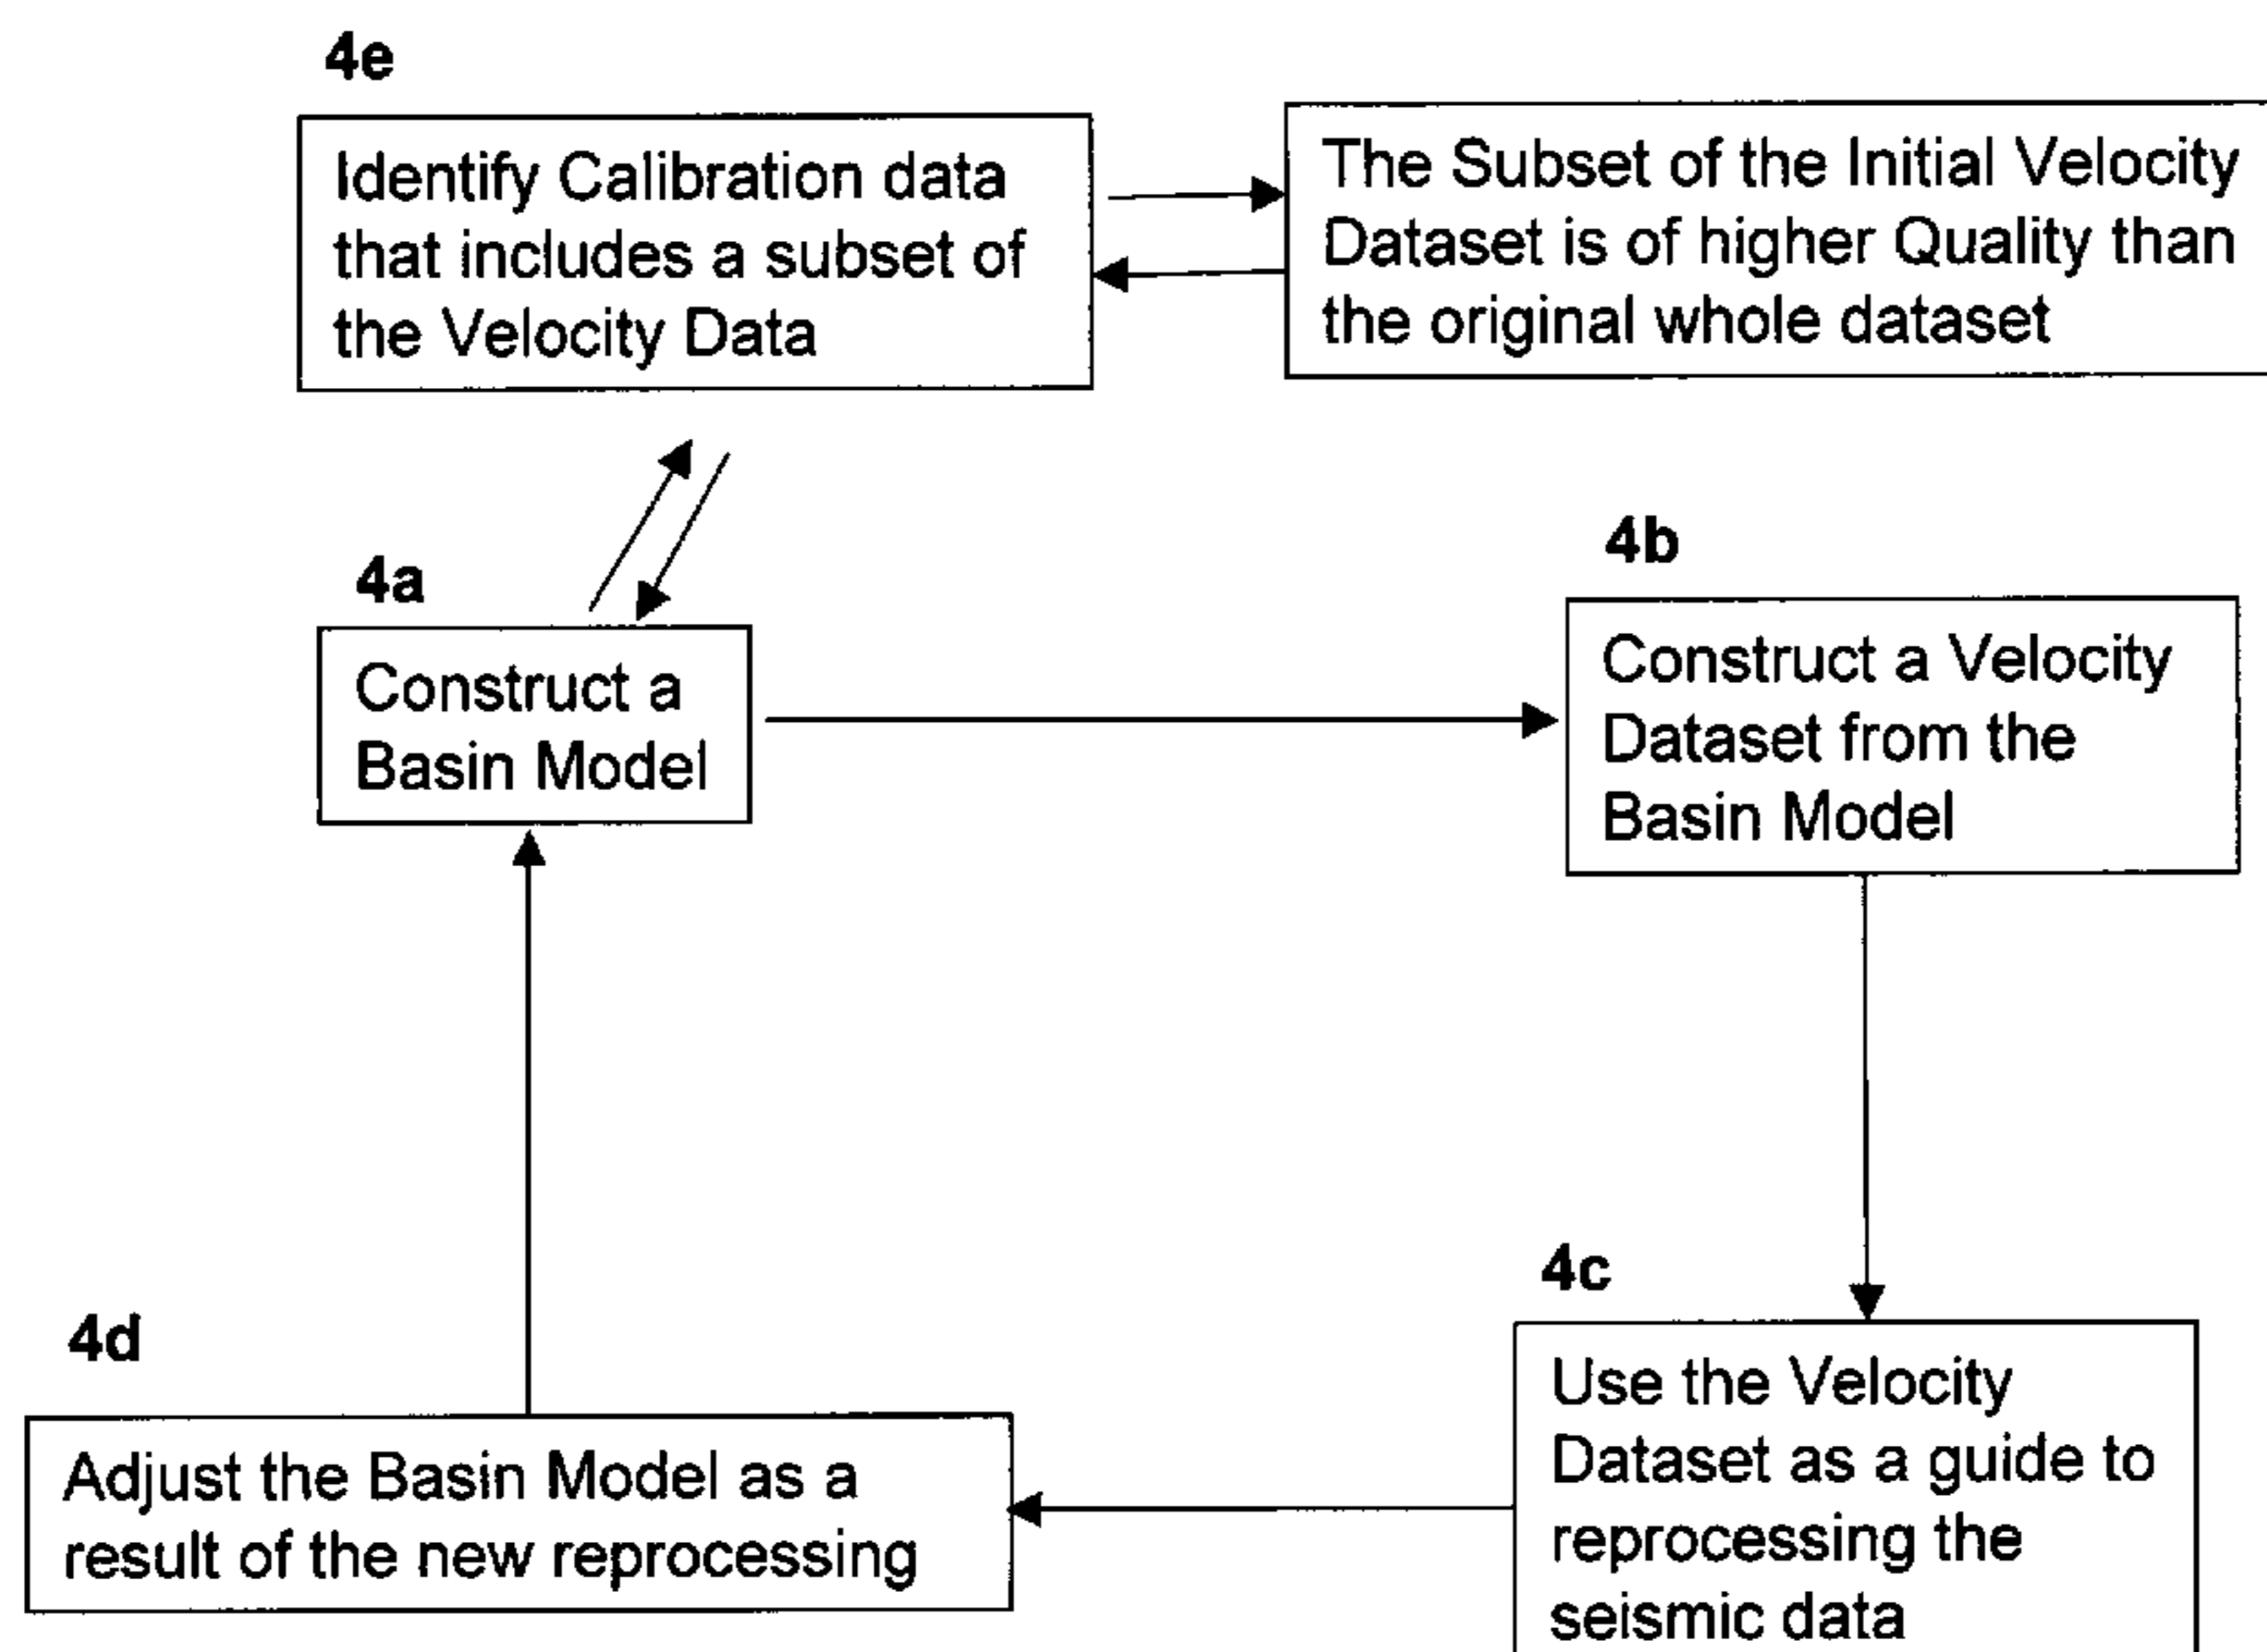 4e
Identify Calibration data
that includes a subset of
the Velocity Data
The Subset of the Initial Velocity
Dataset is of higher Quality than
the original whole dataset
4a
Construct a
Basin Model
4b
Construct a Velocity
Dataset from the
Basin Model
4c
Use the Velocity
Dataset as a guide to
reprocessing the
seismic data
4d
Adjust the Basin Model as a
result of the new reprocessing